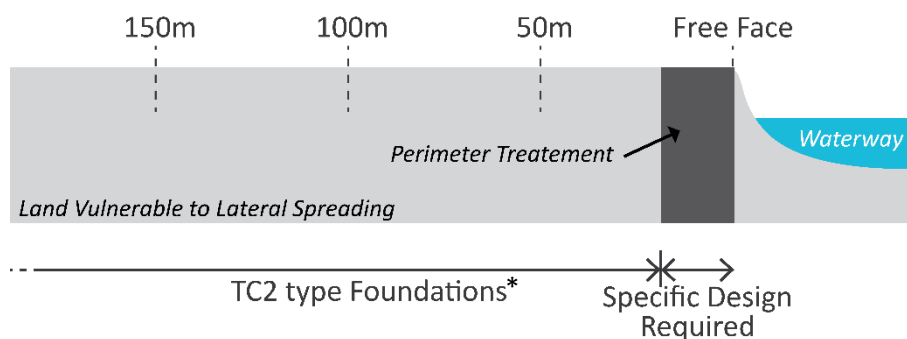 150m 100m 50m Free Face
Waterway
Perimeter Treatement
Land Vulnerable to Lateral Spreading
TC2 type Foundations*
Specific Design
Required